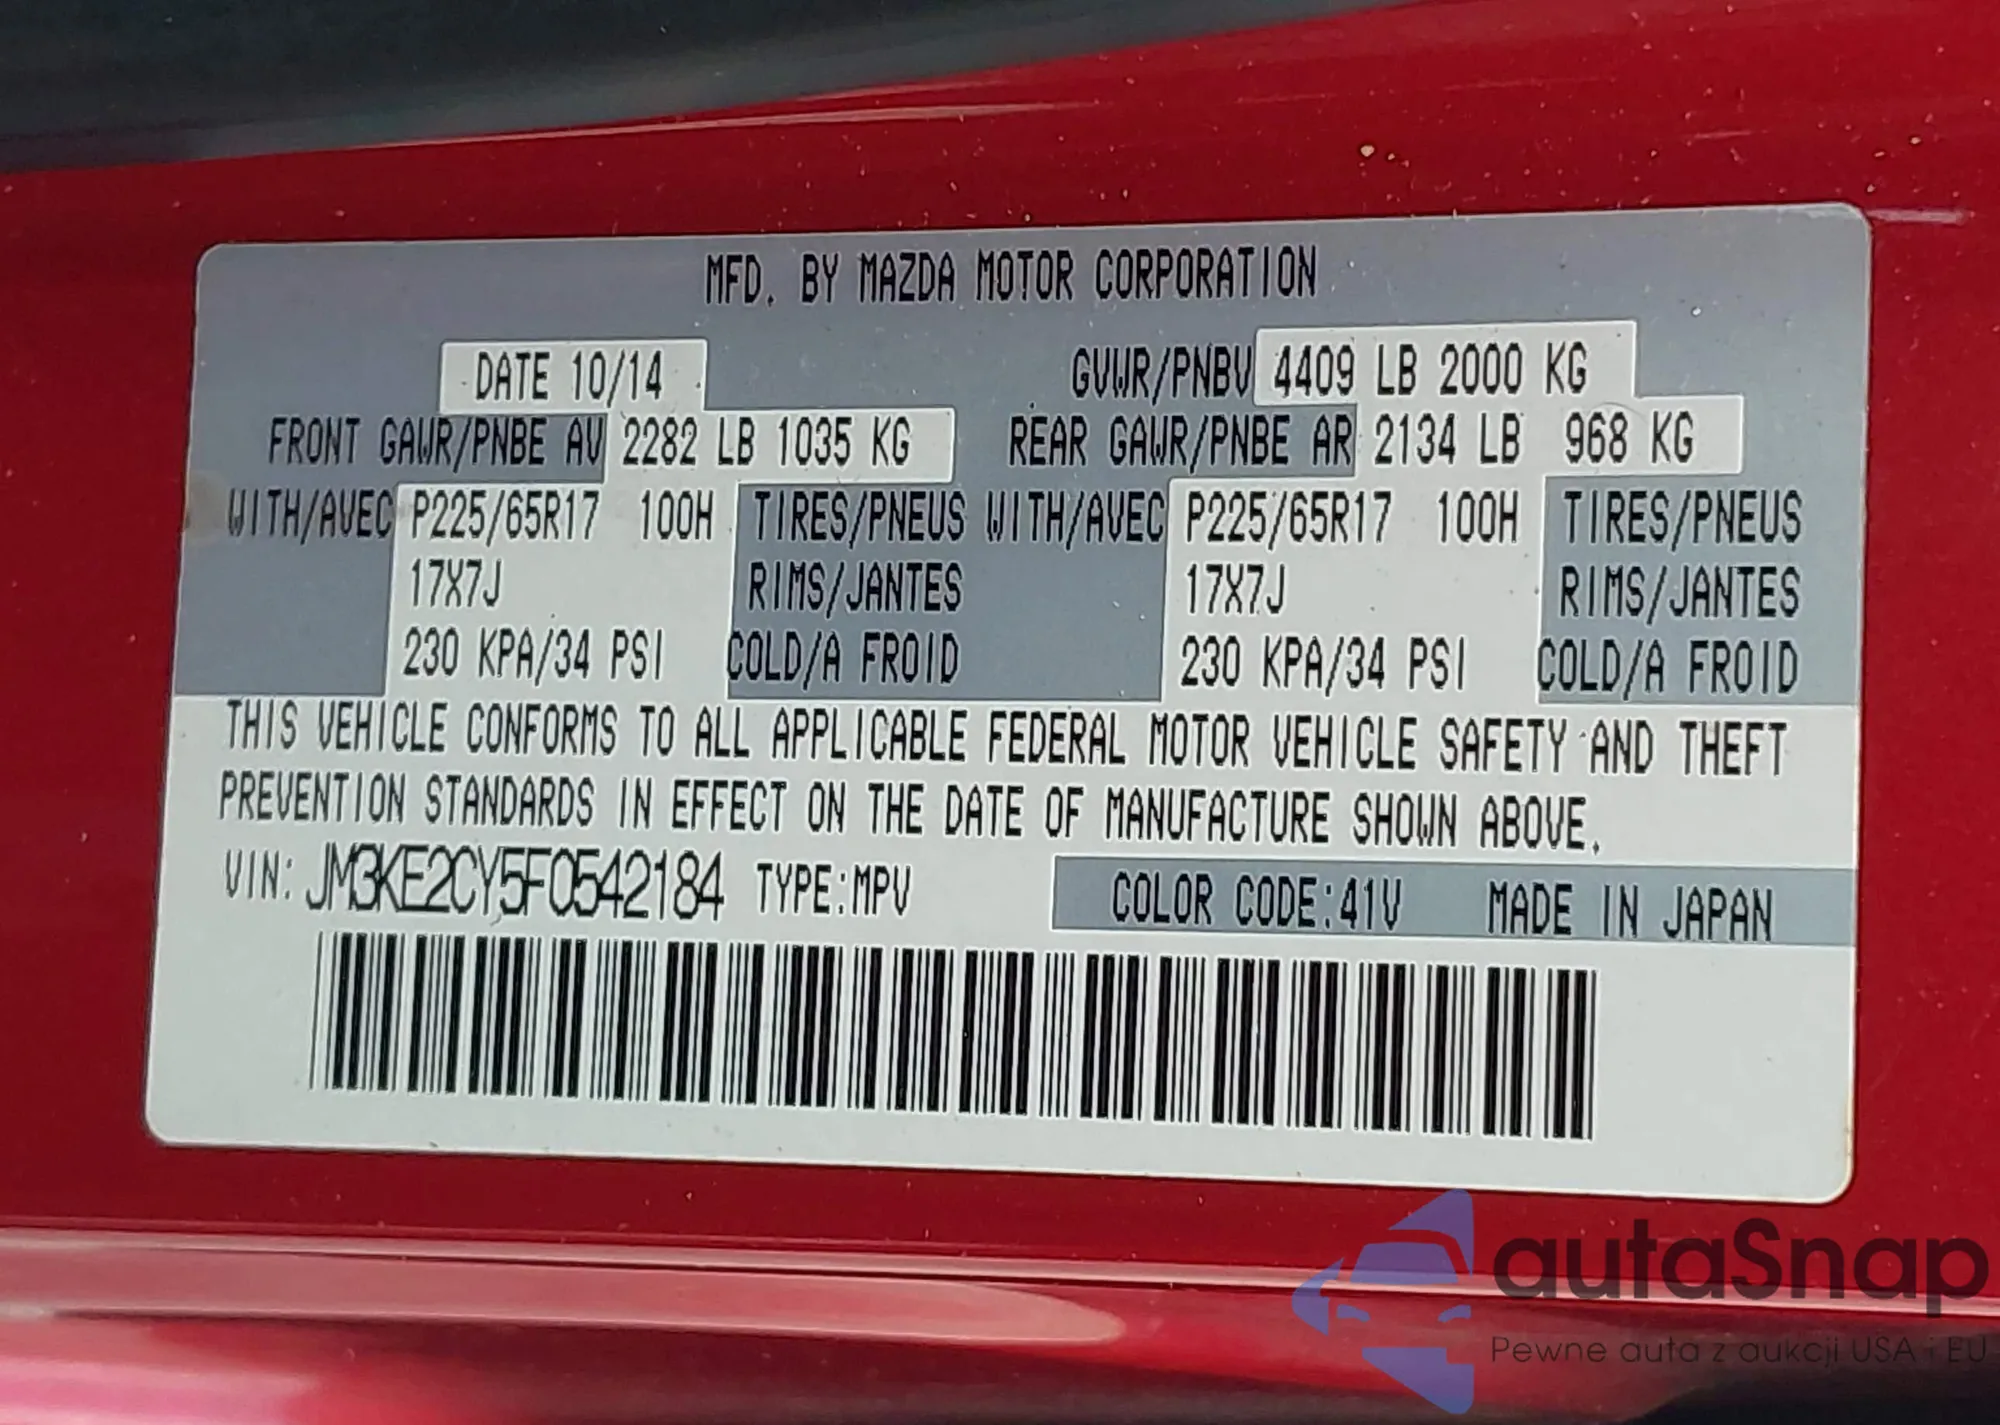 MFD. BY MAZDA MOTOR CORPORATION
DATE 10/14 GVWR/PNBV 4409 LB 2000 KG
FRONT GAWR/PNBE AV 2282 LB 1035 KG REAR GAWR/PNBE AR 2134 LB 968 KG
WITH/AVEC P225/65R17 100H TIRES/PNEUS WITH/AVEC P225/65R17 100H TIRES/PNEUS
17X7J RIMS/JANTES 17X7J RIMS/JANTES
230 KPA/34 PSI COLD/A FROID 230 KPA/34 PSI COLD/A FROID
THIS VEHICLE CONFORMS TO ALL APPLICABLE FEDERAL MOTOR VEHICLE SAFETY AND THEFT
PREVENTION STANDARDS IN EFFECT ON THE DATE OF MANUFACTURE SHOWN ABOVE.
VIN: JM3KE2CY5F0542184 TYPE:MPV COLOR CODE:41V MADE IN JAPAN
autaSnap
Pewne auta z aukcji USA i EU